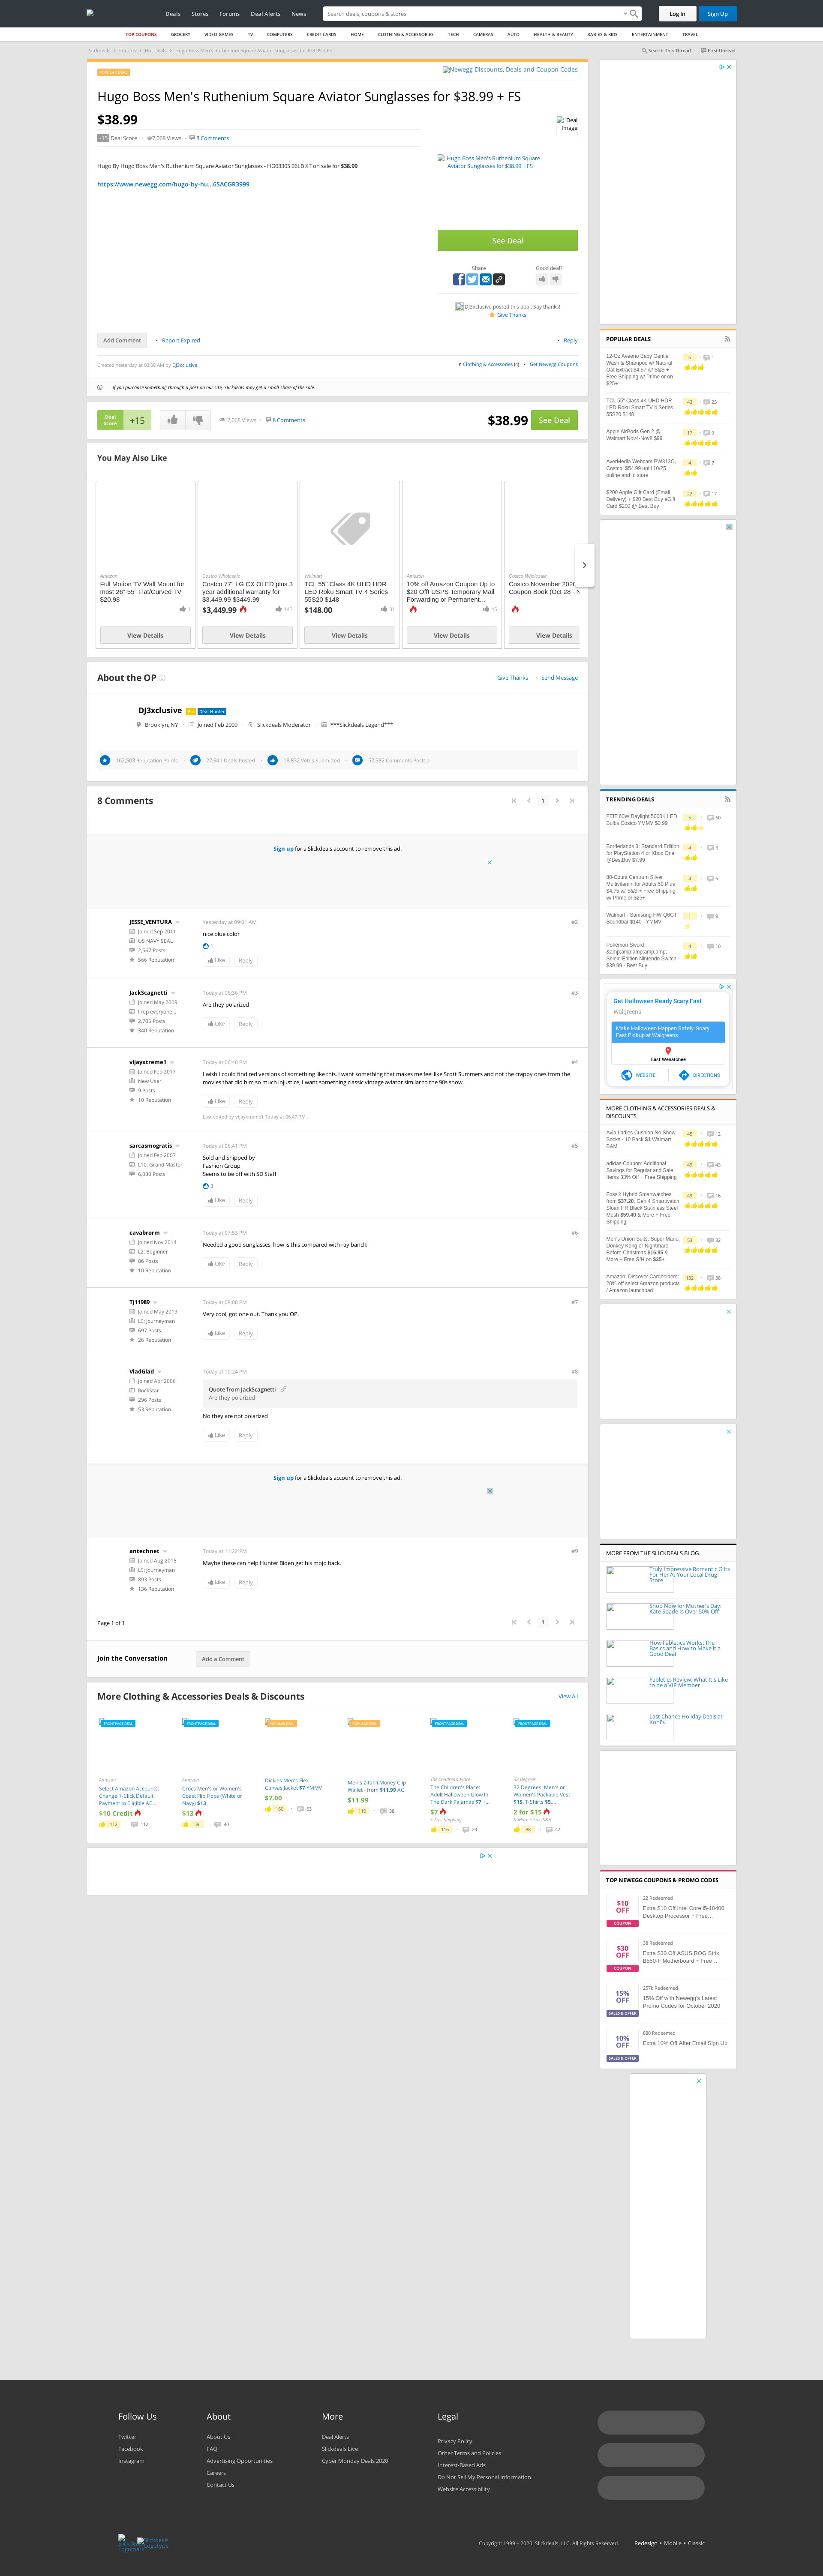 Deals Stores Forums Deal Alerts News
Search deals, coupons & stores
Log In
Sign Up
TOP COUPONS GROCERY VIDEO GAMES TV COMPUTERS CREDIT CARDS HOME CLOTHING & ACCESSORIES TECH CAMERAS AUTO HEALTH & BEAUTY BABIES & KIDS ENTERTAINMENT TRAVEL
Slickdeals Forums Hot Deals Hugo Boss Men's Ruthenium Square Aviator Sunglasses for $38.99 + FS
Search This Thread First Unread
POPULAR DEAL
Newegg Discounts, Deals and Coupon Codes
Hugo Boss Men's Ruthenium Square Aviator Sunglasses for $38.99 + FS
$38.99
+15 Deal Score 7,068 Views 8 Comments
Deal Image
Hugo By Hugo Boss Men's Ruthenium Square Aviator Sunglasses - HG0330S 06LB XT on sale for $38.99
https://www.newegg.com/hugo-by-hu...6SACGR3999
Hugo Boss Men's Ruthenium Square
Aviator Sunglasses for $38.99 + FS
See Deal
Share
Good deal?
DJ3xclusive posted this deal. Say thanks!
Give Thanks
Add Comment
Report Expired
Reply
Created Yesterday at 03:08 AM by DJ3xclusive
in Clothing & Accessories (4) Get Newegg Coupons
If you purchase something through a post on our site, Slickdeals may get a small share of the sale.
Deal Score +15
7,068 Views 8 Comments
$38.99 See Deal
You May Also Like
Amazon
Full Motion TV Wall Mount for most 26"-55" Flat/Curved TV $20.98
1
View Details
Costco Wholesale
Costco 77" LG CX OLED plus 3 year additional warranty for $3,449.99 $3449.99
$3,449.99 143
View Details
Walmart
TCL 55" Class 4K UHD HDR LED Roku Smart TV 4 Series 55S20 $148
$148.00 31
View Details
Amazon
10% off Amazon Coupon Up to $20 Off! USPS Temporary Mail Forwarding or Permanent...
45
View Details
Costco Wholesale
Costco November 2020
Coupon Book (Oct 28 - N
View Details
About the OP
Give Thanks Send Message
DJ3xclusive Pro Deal Hunter
Brooklyn, NY Joined Feb 2009 Slickdeals Moderator ***Slickdeals Legend***
162,503 Reputation Points 27,941 Deals Posted 18,832 Votes Submitted 52,382 Comments Posted
8 Comments
1
Sign up for a Slickdeals account to remove this ad.
JESSE_VENTURA
Joined Sep 2011
US NAVY SEAL
2,567 Posts
566 Reputation
Yesterday at 09:01 AM
#2
nice blue color
1
Like Reply
JackScagnetti
Joined May 2009
I rep everyone...
2,705 Posts
340 Reputation
Today at 06:36 PM
#3
Are they polarized
Like Reply
vijayxtreme1
Joined Feb 2017
New User
9 Posts
10 Reputation
Today at 06:40 PM
#4
I wish I could find red versions of something like this. I want something that makes me feel like Scott Summers and not the crappy ones from the movies that did him so much injustice, I want something classic vintage aviator similar to the 90s show.
Like Reply
Last edited by vijayxtreme1 Today at 06:47 PM.
sarcasmogratis
Joined Feb 2007
L10: Grand Master
6,030 Posts
Today at 06:41 PM
#5
Sold and Shipped by
Fashion Group
Seems to be bff with SD Staff
3
Like Reply
cavabrorm
Joined Nov 2014
L2: Beginner
86 Posts
10 Reputation
Today at 07:53 PM
#6
Needed a good sunglasses, how is this compared with ray band
Like Reply
Tj11989
Joined May 2019
L5: Journeyman
697 Posts
26 Reputation
Today at 08:08 PM
#7
Very cool, got one out. Thank you OP.
Like Reply
VladGlad
Joined Apr 2006
RockStar
296 Posts
53 Reputation
Today at 10:24 PM
#8
Quote from JackScagnetti
Are they polarized
No they are not polarized
Like Reply
Sign up for a Slickdeals account to remove this ad.
antechnet
Joined Aug 2015
L5: Journeyman
893 Posts
136 Reputation
Today at 11:22 PM
#9
Maybe these can help Hunter Biden get his mojo back.
Like Reply
Page 1 of 1
1
Join the Conversation
Add a Comment
More Clothing & Accessories Deals & Discounts
View All
FRONTPAGE DEAL
Amazon
Select Amazon Accounts: Change 1-Click Default Payment to Eligible AE...
$10 Credit
112 112
FRONTPAGE DEAL
Amazon
Crocs Men's or Women's Coast Flip Flops (White or Navy) $13
$13
59 40
POPULAR DEAL
Dickies Men's Flex Canvas Jacket $7 YMMV
$7.00
160 63
POPULAR DEAL
Men's Zitahli Money Clip Wallet - from $11.99 AC
$11.99
110 38
FRONTPAGE DEAL
The Children's Place
The Children's Place: Adult Halloween Glow In The Dark Pajamas $7 +...
$7
+ Free Shipping
116 29
FRONTPAGE DEAL
32 Degrees
32 Degrees: Men's or Women's Packable Vest $15, T-Shirts $5,...
2 for $15
& More + Free S&H
88 42
POPULAR DEALS
12-Oz Aveeno Baby Gentle Wash & Shampoo w/ Natural Oat Extract $4.57 w/ S&S + Free Shipping w/ Prime or on $25+
6 1
TCL 55" Class 4K UHD HDR LED Roku Smart TV 4 Series 55S20 $148
43 23
Apple AirPods Gen 2 @ Walmart Nov4-Nov8 $99
17 9
AverMedia Webcam PW313C, Costco, $54.99 until 10/25 online and in store
4 7
$200 Apple Gift Card (Email Delivery) + $20 Best Buy eGift Card $200 @ Best Buy
22 17
TRENDING DEALS
FEIT 60W Daylight 5000K LED Bulbs Costco YMMV $0.99
5 60
Borderlands 3: Standard Edition for PlayStation 4 or Xbox One @BestBuy $7.99
4 3
80-Count Centrum Silver Multivitamin for Adults 50 Plus $4.75 w/ S&S + Free Shipping w/ Prime or $25+
4 6
Walmart - Samsung HW-Q6CT Soundbar $140 - YMMV
1 9
Pokémon Sword &amp;amp;amp;amp;amp; Shield Edition Nintendo Switch - $39.99 - Best Buy
4 10
Get Halloween Ready Scary Fast
Walgreens
Make Halloween Happen Safely. Scary Fast Pickup at Walgreens
East Wenatchee
WEBSITE DIRECTIONS
MORE CLOTHING & ACCESSORIES DEALS & DISCOUNTS
Avia Ladies Cushion No Show Socks - 10 Pack $1 Walmart B&M
45 12
adidas Coupon: Additional Savings for Regular and Sale Items 33% Off + Free Shipping
49 43
Fossil: Hybrid Smartwatches from $37.20, Gen 4 Smartwatch Sloan HR Black Stainless Steel Mesh $59.40 & More + Free Shipping
49 16
Men's Union Suits: Super Mario, Donkey Kong or Nightmare Before Christmas $16.85 & More + Free S/H on $35+
53 32
Amazon: Discover Cardholders: 20% off select Amazon products / Amazon launchpad
132 38
MORE FROM THE SLICKDEALS BLOG
Truly Impressive Romantic Gifts For Her At Your Local Drug Store
Shop Now for Mother's Day: Kate Spade Is Over 50% Off
How Fabletics Works: The Basics and How to Make it a Good Deal
Fabletics Review: What It's Like to be a VIP Member
Last Chance Holiday Deals at Kohl's
TOP NEWEGG COUPONS & PROMO CODES
$10 OFF COUPON
22 Redeemed
Extra $10 Off Intel Core i5-10400 Desktop Processor + Free...
$30 OFF COUPON
38 Redeemed
Extra $30 Off ASUS ROG Strix B550-F Motherboard + Free...
15% OFF SALES & OFFER
257k Redeemed
15% Off with Newegg's Latest Promo Codes for October 2020
10% OFF SALES & OFFER
880 Redeemed
Extra 10% Off After Email Sign Up
Follow Us
Twitter
Facebook
Instagram
About
About Us
FAQ
Advertising Opportunities
Careers
Contact Us
More
Deal Alerts
Slickdeals Live
Cyber Monday Deals 2020
Legal
Privacy Policy
Other Terms and Policies
Interest-Based Ads
Do Not Sell My Personal Information
Website Accessibility
Copyright 1999 - 2020. Slickdeals, LLC. All Rights Reserved.
Redesign • Mobile • Classic